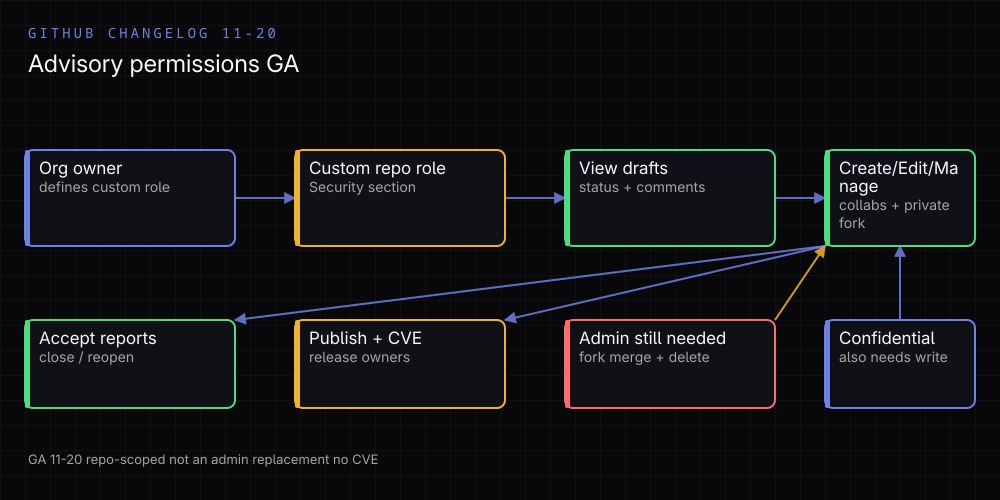 GITHUB CHANGELOG 11-20
Advisory permissions GA
Org owner
defines custom role
Custom repo role
Security section
View drafts
status + comments
Create/Edit/Ma
nage
collabs + private
fork
Accept reports
close / reopen
Publish + CVE
release owners
Admin still needed
fork merge + delete
Confidential
also needs write
GA 11-20 repo-scoped not an admin replacement no CVE